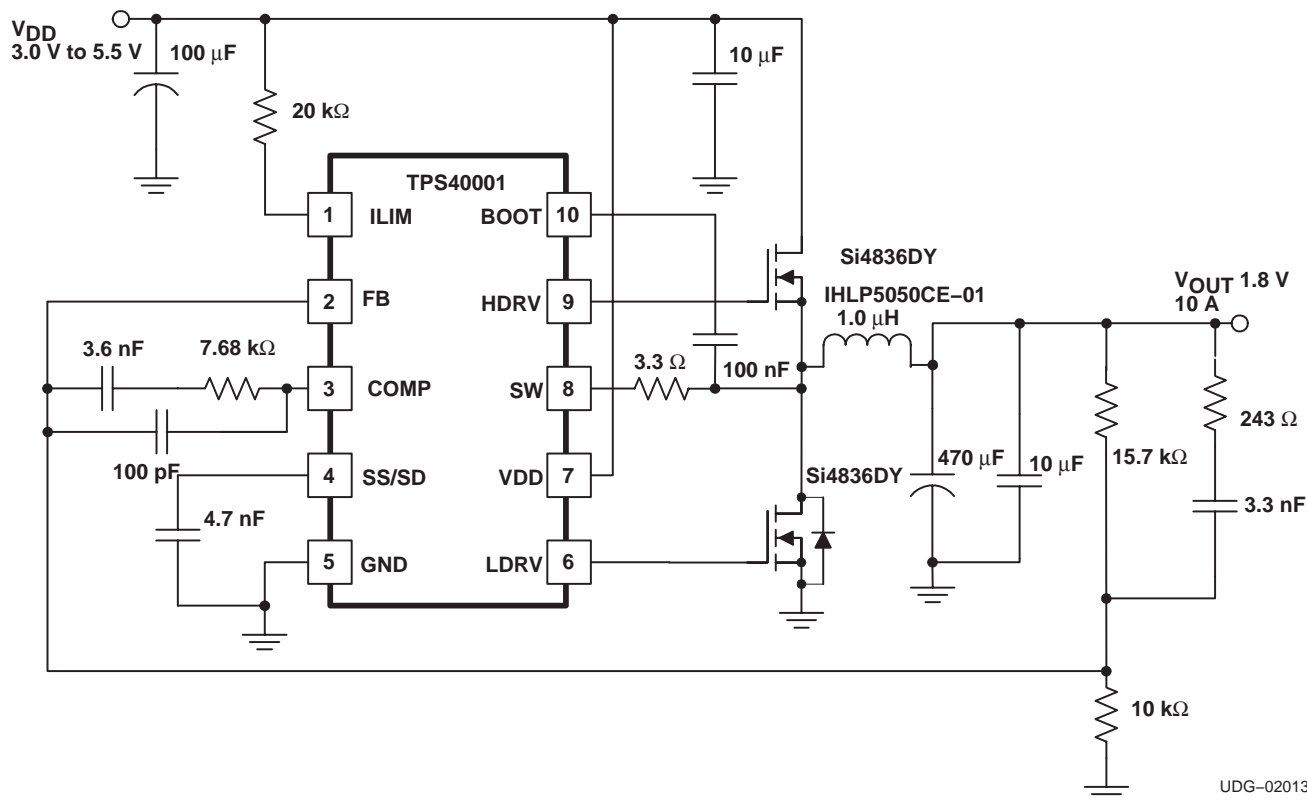 VDD
3.0 V to 5.5 V
100 μF
20 kΩ
10 μF
TPS40001
1
ILIM
BOOT
10
2
FB
HDRV
9
3
COMP
SW
8
4
SS/SD
VDD
7
5
GND
LDRV
6
3.6 nF
7.68 kΩ
100 pF
4.7 nF
3.3 Ω
100 nF
Si4836DY
IHLP5050CE–01
1.0 μH
Si4836DY
VOUT 1.8 V
10 A
470 μF
10 μF
15.7 kΩ
243 Ω
3.3 nF
10 kΩ
UDG–02013